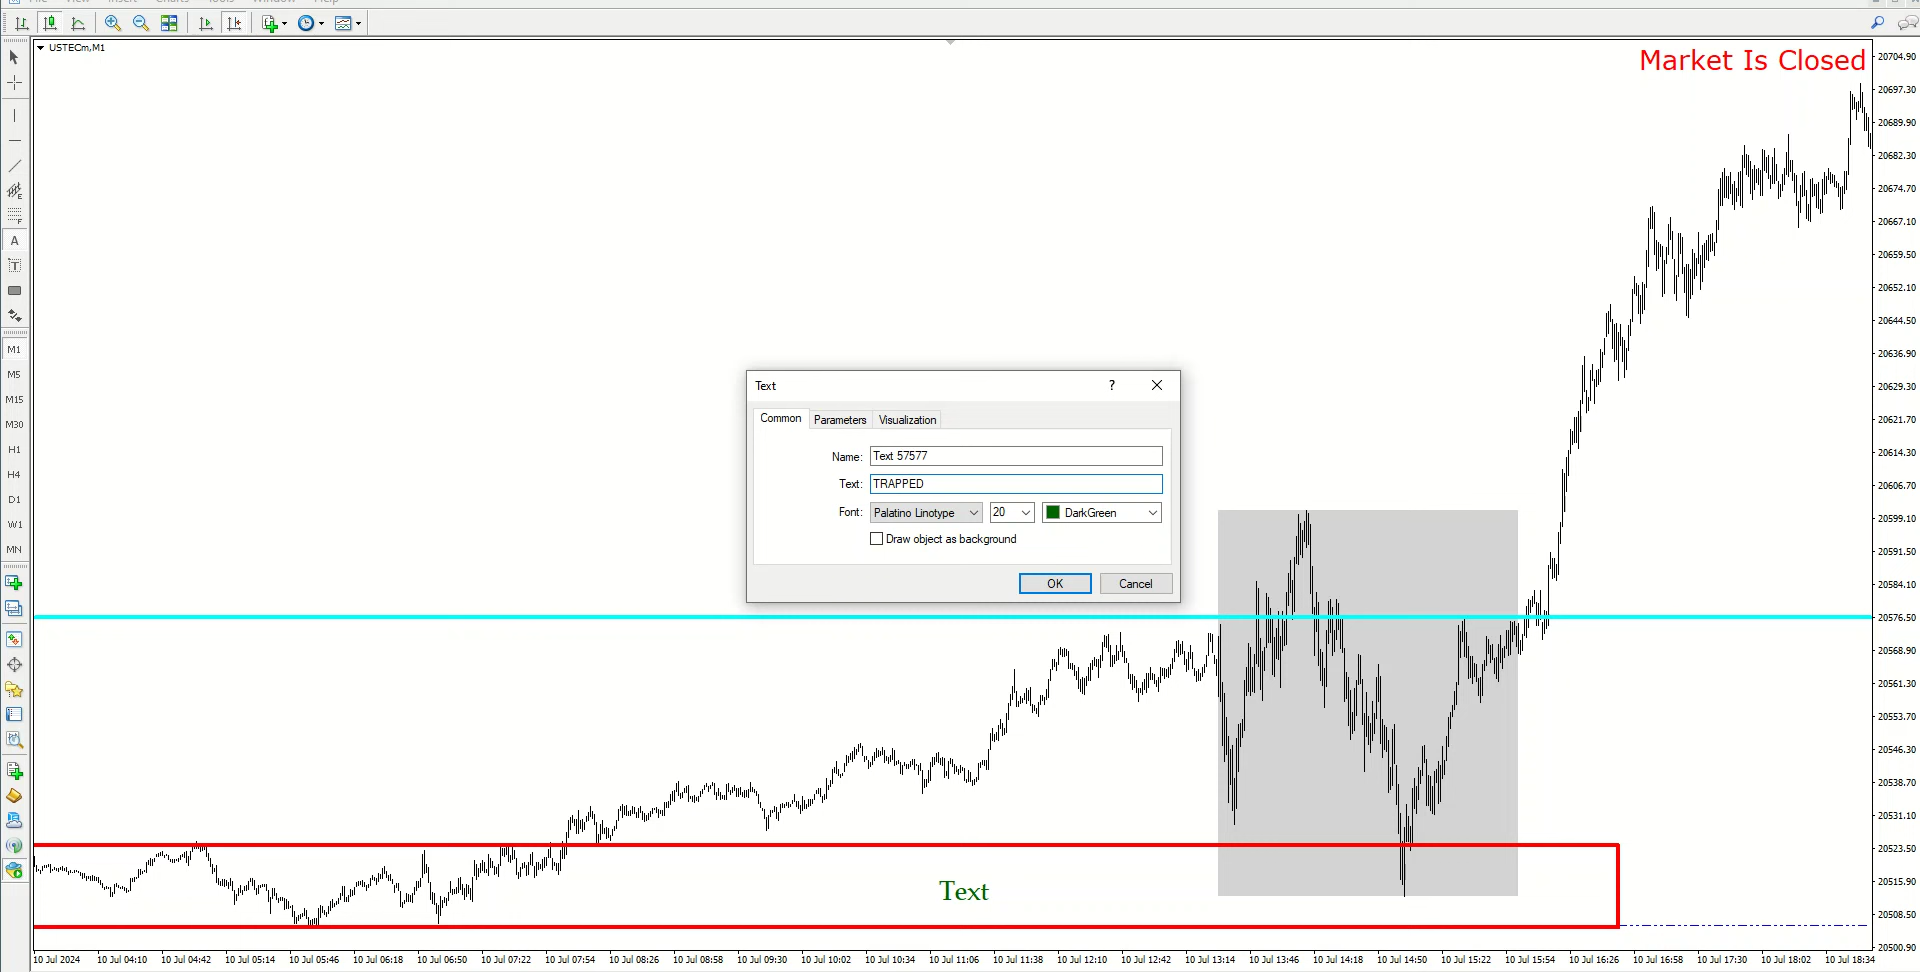 File View Insert Charts Tools Window Help
USTECm,M1
Market Is Closed
M1
M5
M15
M30
H1
H4
D1
W1
MN
Text
? 
Common Parameters Visualization
Name: Text 57577
Text: TRAPPED
Font: Palatino Linotype 20 DarkGreen
Draw object as background
OK Cancel
Text
20704.90
20697.30
20689.90
20682.30
20674.70
20667.10
20659.50
20652.10
20644.50
20636.90
20629.30
20621.70
20614.30
20606.70
20599.10
20591.50
20584.10
20576.50
20568.90
20561.30
20553.70
20546.30
20538.70
20531.10
20523.50
20515.90
20508.50
20500.90
10 Jul 2024 10 Jul 04:10 10 Jul 04:42 10 Jul 05:14 10 Jul 05:46 10 Jul 06:18 10 Jul 06:50 10 Jul 07:22 10 Jul 07:54 10 Jul 08:26 10 Jul 08:58 10 Jul 09:30 10 Jul 10:02 10 Jul 10:34 10 Jul 11:06 10 Jul 11:38 10 Jul 12:10 10 Jul 12:42 10 Jul 13:14 10 Jul 13:46 10 Jul 14:18 10 Jul 14:50 10 Jul 15:22 10 Jul 15:54 10 Jul 16:26 10 Jul 16:58 10 Jul 17:30 10 Jul 18:02 10 Jul 18:34